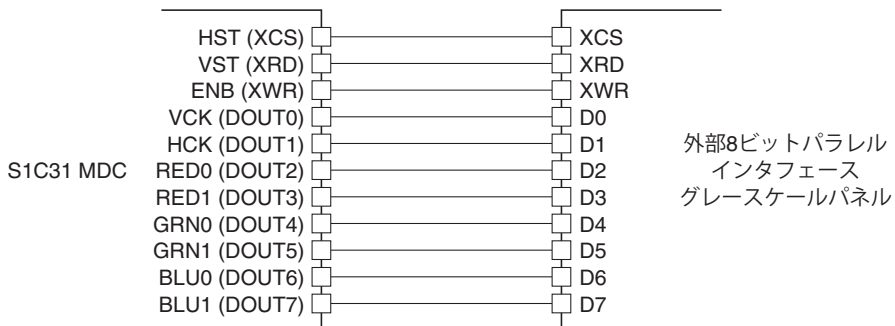 HST (XCS) XCS
VST (XRD) XRD
ENB (XWR) XWR
VCK (DOUT0) D0
HCK (DOUT1) D1
S1C31 MDC RED0 (DOUT2) D2
RED1 (DOUT3) D3
GRN0 (DOUT4) D4
GRN1 (DOUT5) D5
BLU0 (DOUT6) D6
BLU1 (DOUT7) D7
外部8ビットパラレル
インタフェース
グレースケールパネル